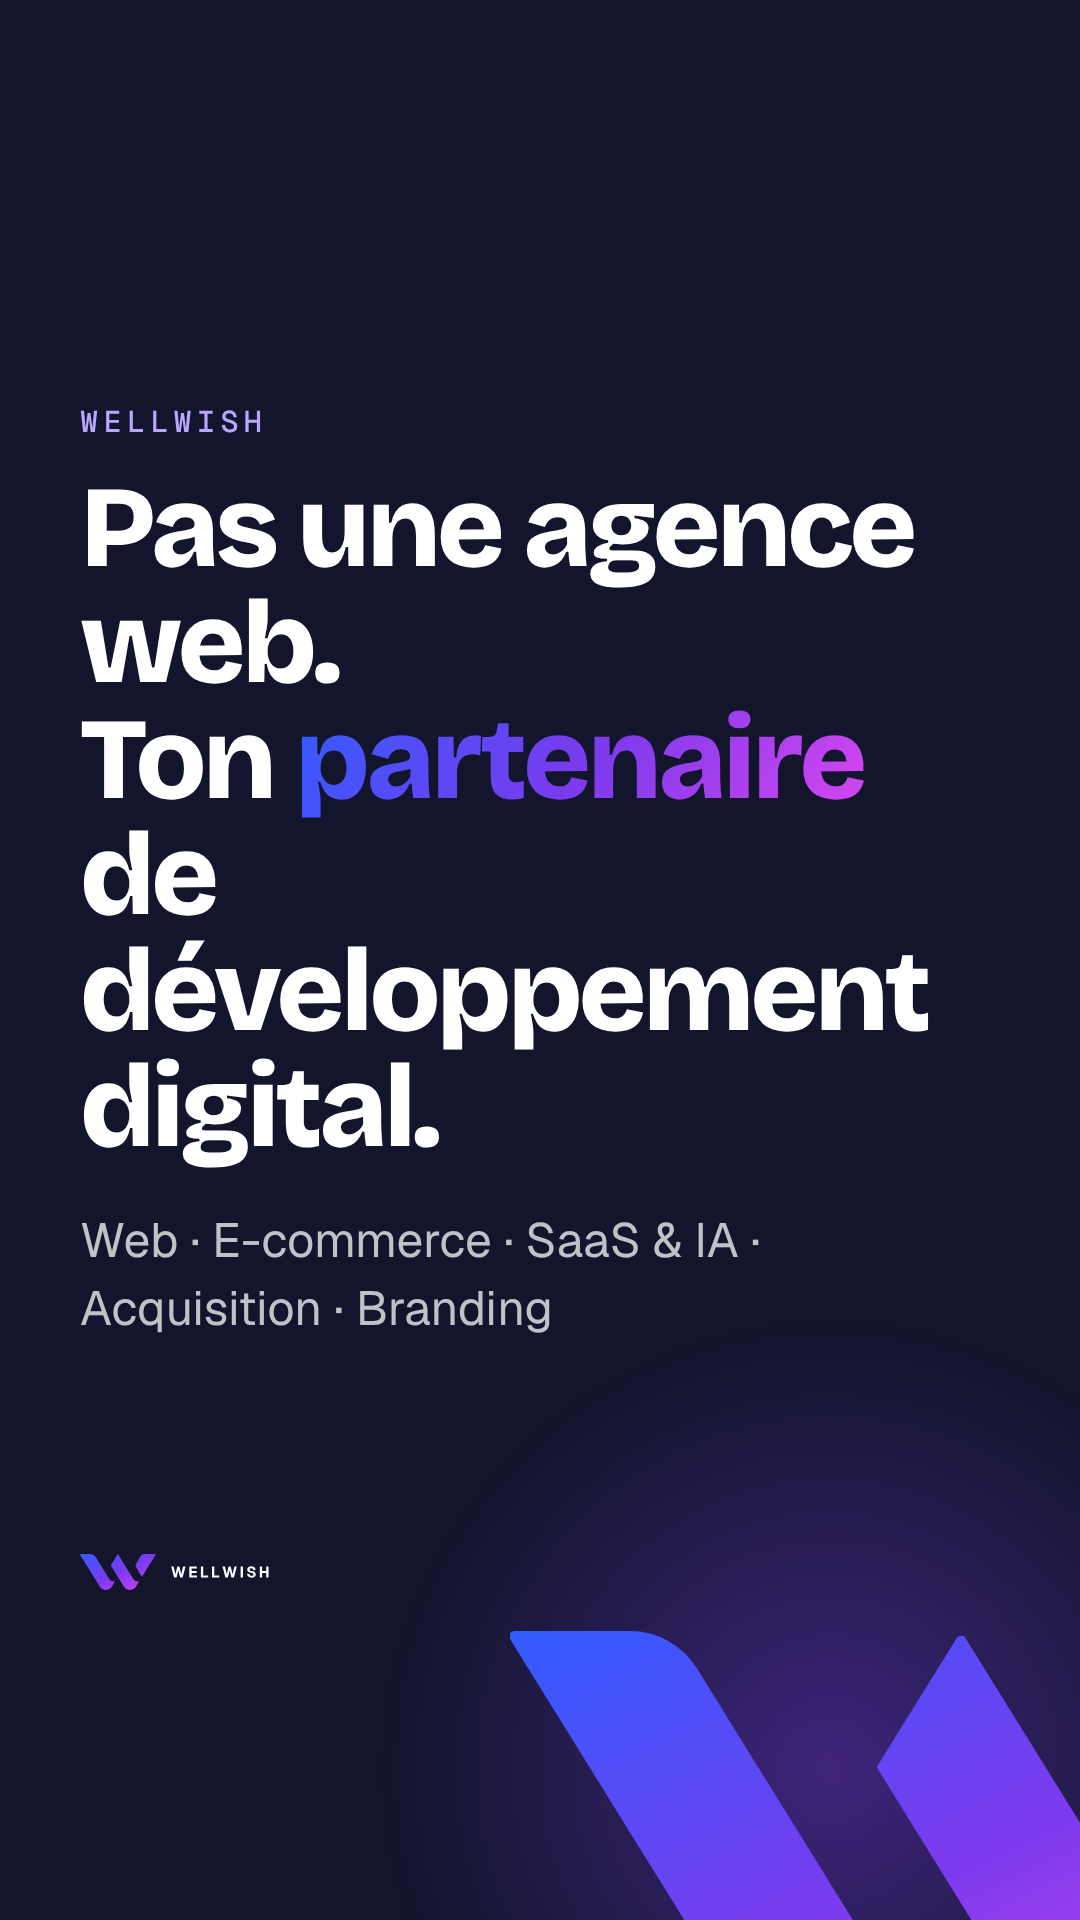 WELLWISH
Pas une agence
web.
Ton partenaire
de
développement
digital.
Web · E-commerce · SaaS & IA ·
Acquisition · Branding
WELLWISH